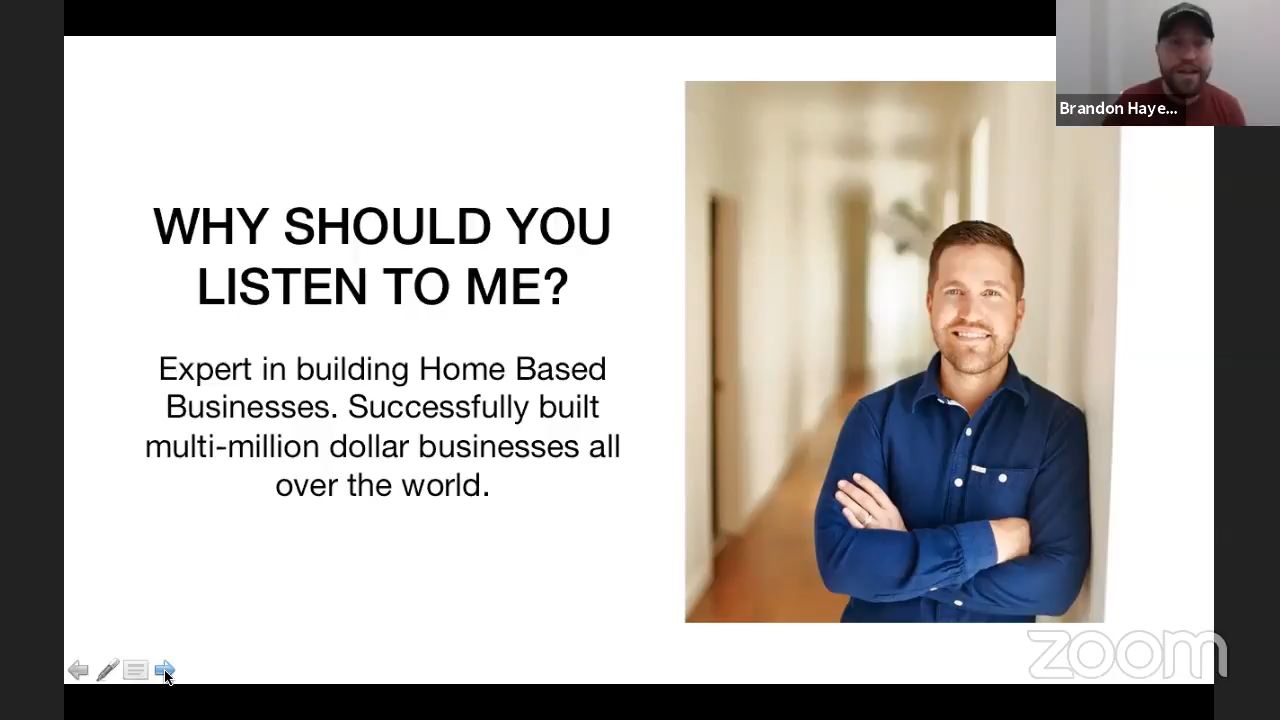 Brandon Haye...
WHY SHOULD YOU
LISTEN TO ME?
Expert in building Home Based
Businesses. Successfully built
multi-million dollar businesses all
over the world.
zoom